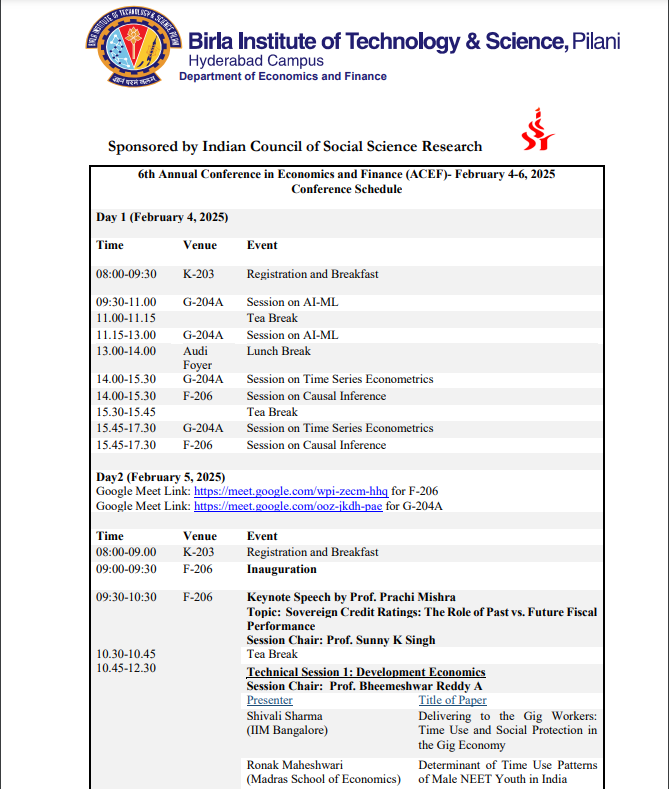 Birla Institute of Technology & Science, Pilani
Hyderabad Campus
Department of Economics and Finance
Sponsored by Indian Council of Social Science Research
6th Annual Conference in Economics and Finance (ACEF)- February 4-6, 2025
Conference Schedule
Day 1 (February 4, 2025)
Time Venue Event
08:00-09:30 K-203 Registration and Breakfast
09:30-11.00 G-204A Session on AI-ML
11.00-11.15 Tea Break
11.15-13.00 G-204A Session on AI-ML
13.00-14.00 Audi Foyer Lunch Break
14.00-15.30 G-204A Session on Time Series Econometrics
14.00-15.30 F-206 Session on Causal Inference
15.30-15.45 Tea Break
15.45-17.30 G-204A Session on Time Series Econometrics
15.45-17.30 F-206 Session on Causal Inference
Day2 (February 5, 2025)
Google Meet Link: https://meet.google.com/wpi-zecm-hhq for F-206
Google Meet Link: https://meet.google.com/ooz-jkdh-pae for G-204A
Time Venue Event
08:00-09.00 K-203 Registration and Breakfast
09:00-09:30 F-206 Inauguration
09:30-10:30 F-206 Keynote Speech by Prof. Prachi Mishra
Topic: Sovereign Credit Ratings: The Role of Past vs. Future Fiscal
Performance
Session Chair: Prof. Sunny K Singh
10.30-10.45 Tea Break
10.45-12.30 Technical Session 1: Development Economics
Session Chair: Prof. Bheemeshwar Reddy A
Presenter Title of Paper
Shivali Sharma Delivering to the Gig Workers:
(IIM Bangalore) Time Use and Social Protection in
the Gig Economy
Ronak Maheshwari Determinant of Time Use Patterns
(Madras School of Economics) of Male NEET Youth in India